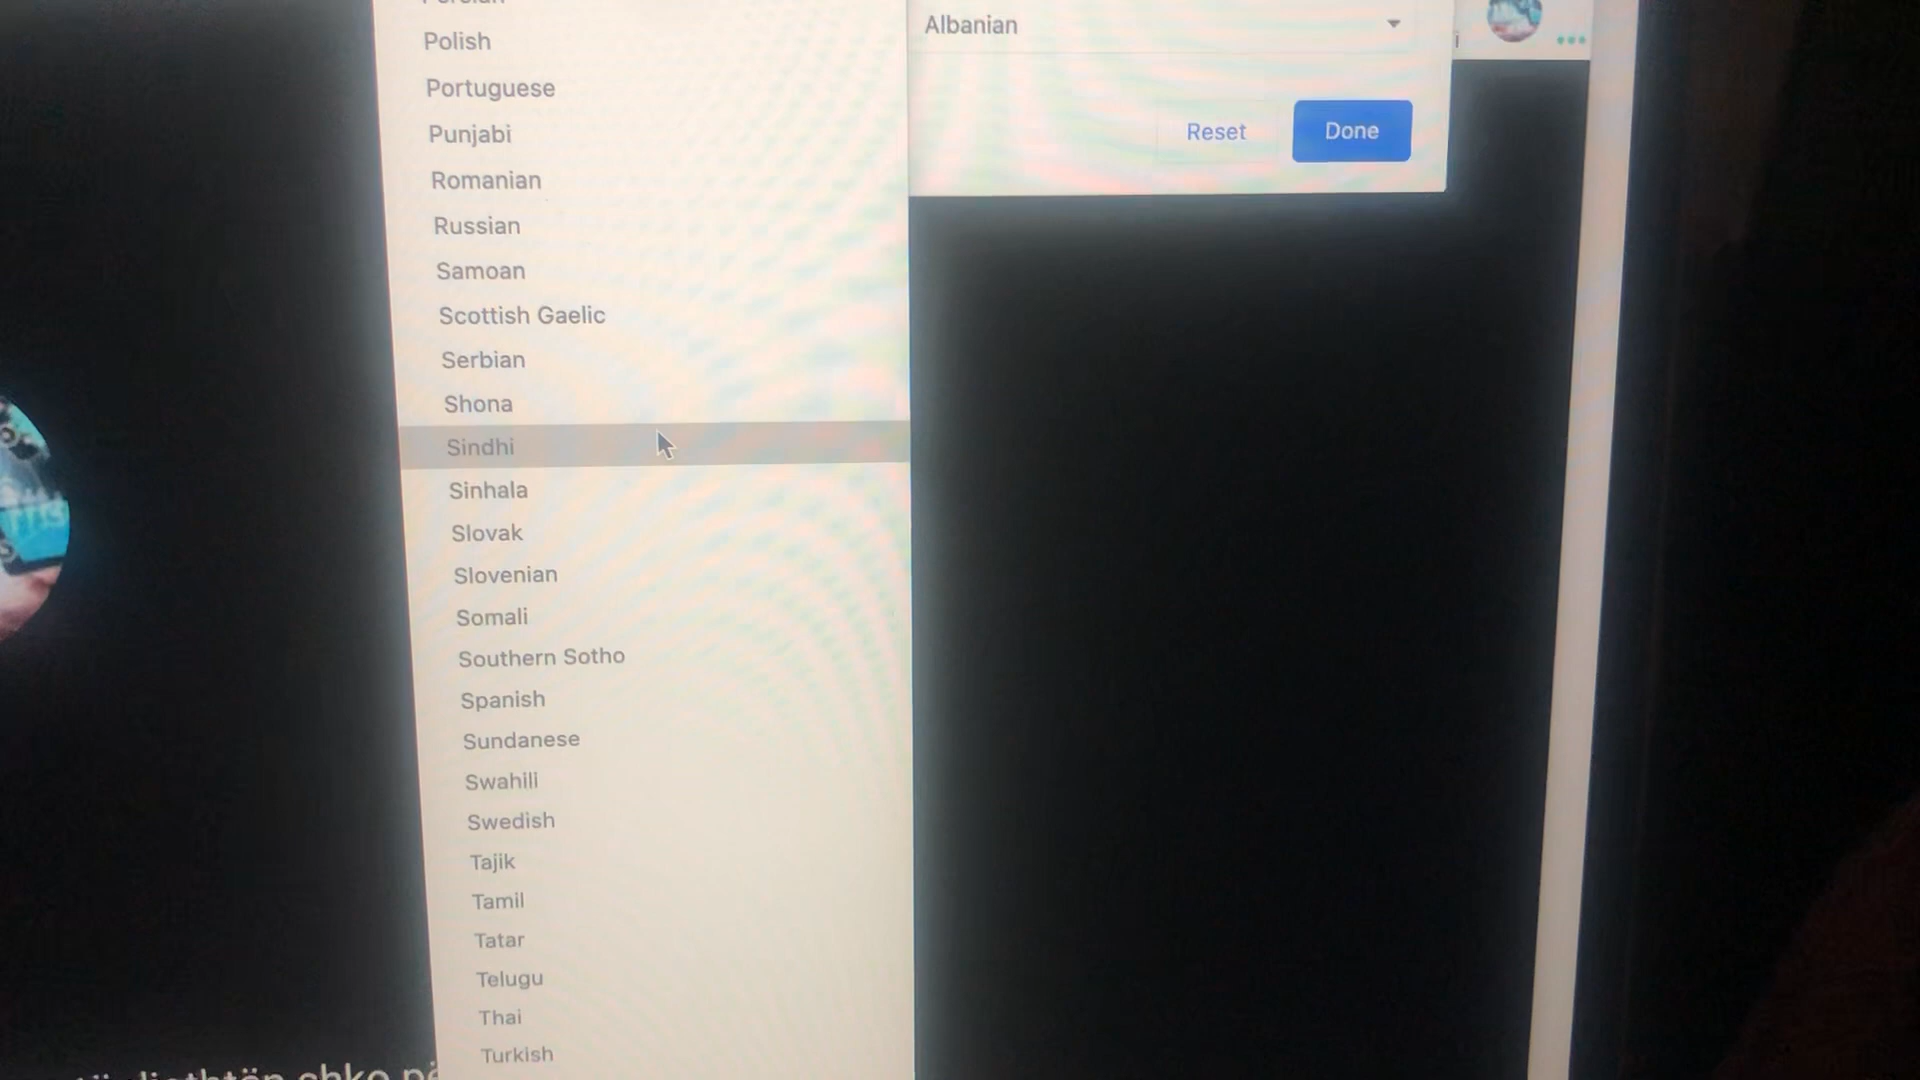 Persian
Polish
Portuguese
Punjabi
Romanian
Russian
Samoan
Scottish Gaelic
Serbian
Shona
Sindhi
Sinhala
Slovak
Slovenian
Somali
Southern Sotho
Spanish
Sundanese
Swahili
Swedish
Tajik
Tamil
Tatar
Telugu
Thai
Turkish
Albanian
Reset
Done